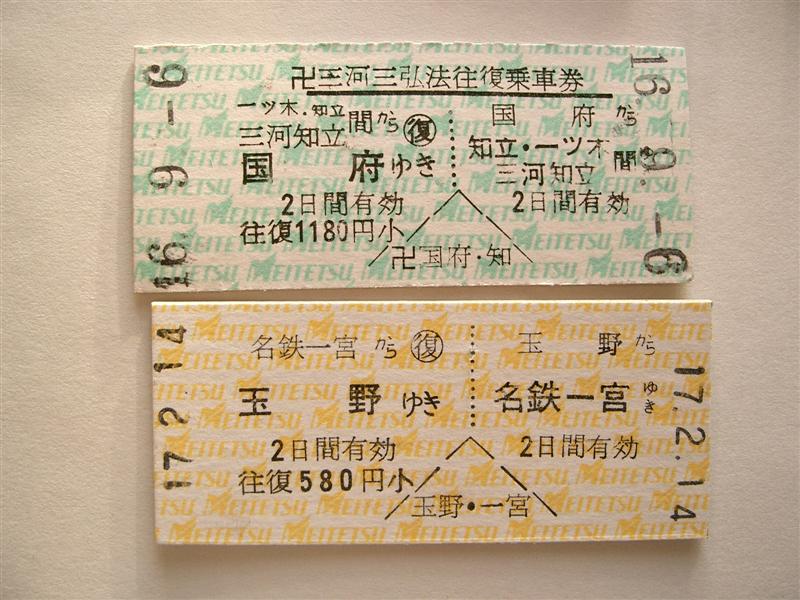 卍三河三弘法往復乗車券
一ツ木・知立
三河知立
間から
復
国府ゆき
2日間有効
往復1180円小
国府から
知立・一ツ木
三河知立
間ゆき
2日間有効
卍国府・知
16.9-6
16.9.-6
MEITETSU
名鉄一宮から復
玉野ゆき
2日間有効
往復580円小
玉野から
名鉄一宮ゆき
2日間有効
玉野・一宮
17.2.14
17.2.14
MEITETSU